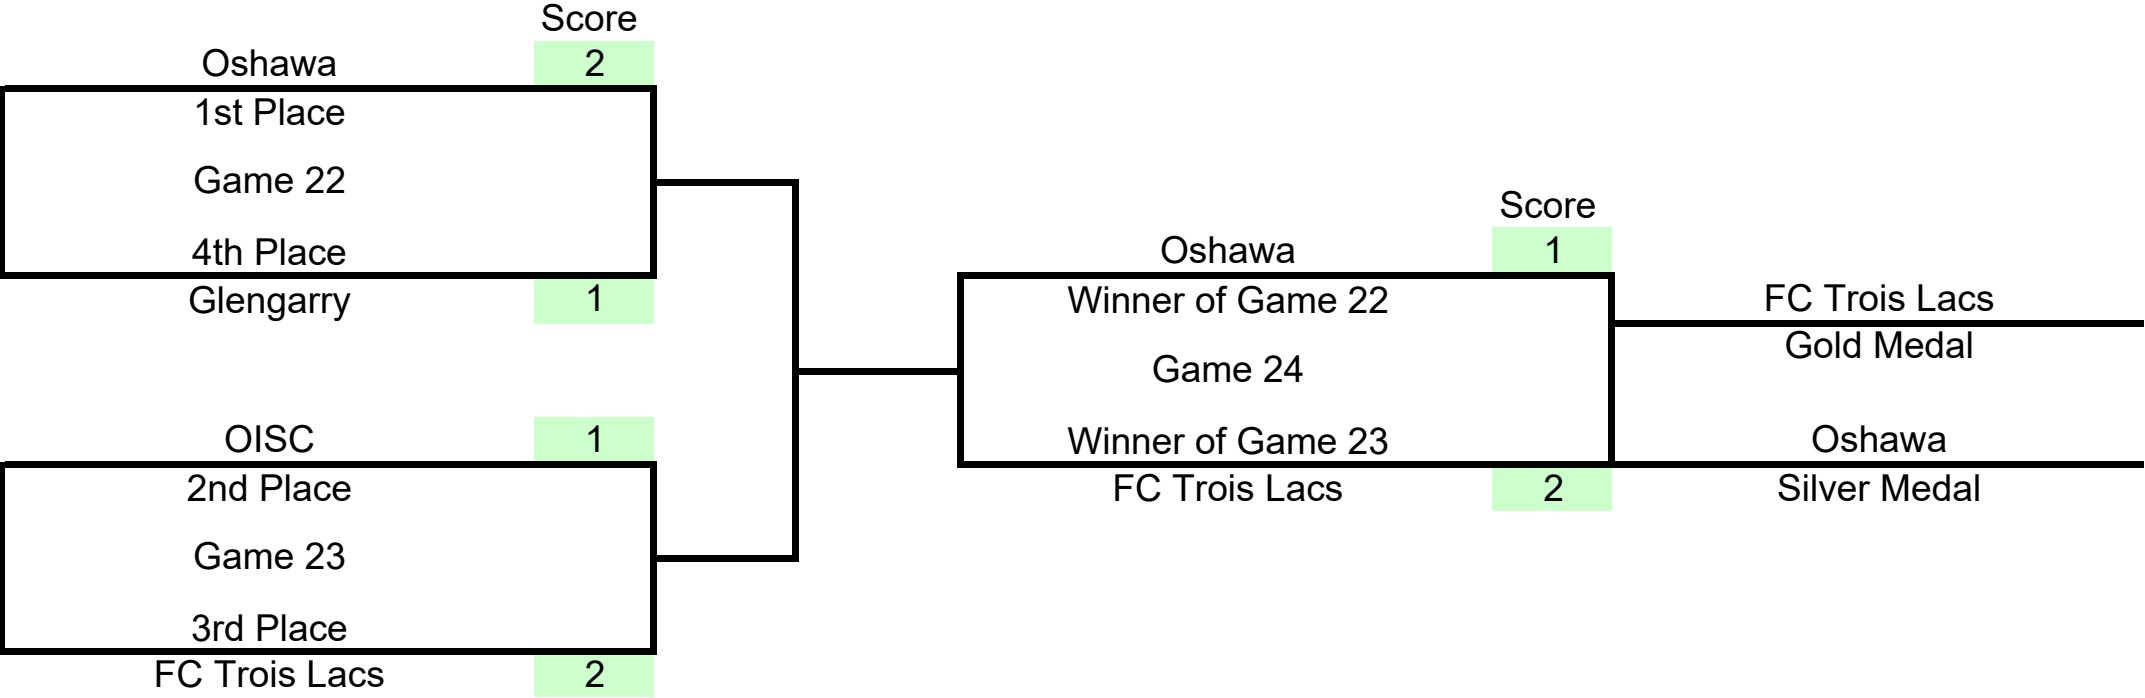 Score
Oshawa 2
1st Place
Game 22
4th Place
Glengarry 1
OISC 1
2nd Place
Game 23
3rd Place
FC Trois Lacs 2
Score
Oshawa 1
Winner of Game 22
Game 24
Winner of Game 23
FC Trois Lacs 2
FC Trois Lacs
Gold Medal
Oshawa
Silver Medal